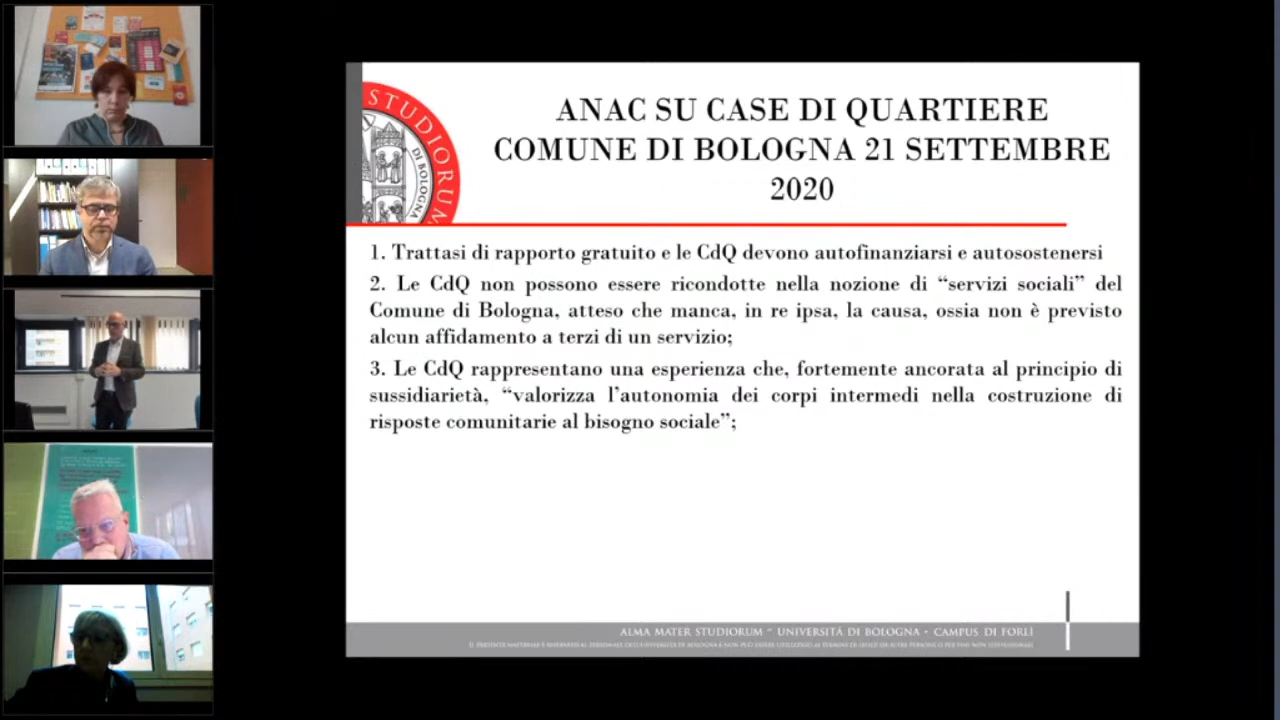 STUDIORUM
DI BOLOGNA
ANAC SU CASE DI QUARTIERE
COMUNE DI BOLOGNA 21 SETTEMBRE
2020
1. Trattasi di rapporto gratuito e le CdQ devono autofinanziarsi e autosostenersi
2. Le CdQ non possono essere ricondotte nella nozione di “servizi sociali” del
Comune di Bologna, atteso che manca, in re ipsa, la causa, ossia non è previsto
alcun affidamento a terzi di un servizio;
3. Le CdQ rappresentano una esperienza che, fortemente ancorata al principio di
sussidiarietà, “valorizza l’autonomia dei corpi intermedi nella costruzione di
risposte comunitarie al bisogno sociale”;
ALMA MATER STUDIORUM ~ UNIVERSITÀ DI BOLOGNA - CAMPUS DI FORLÌ